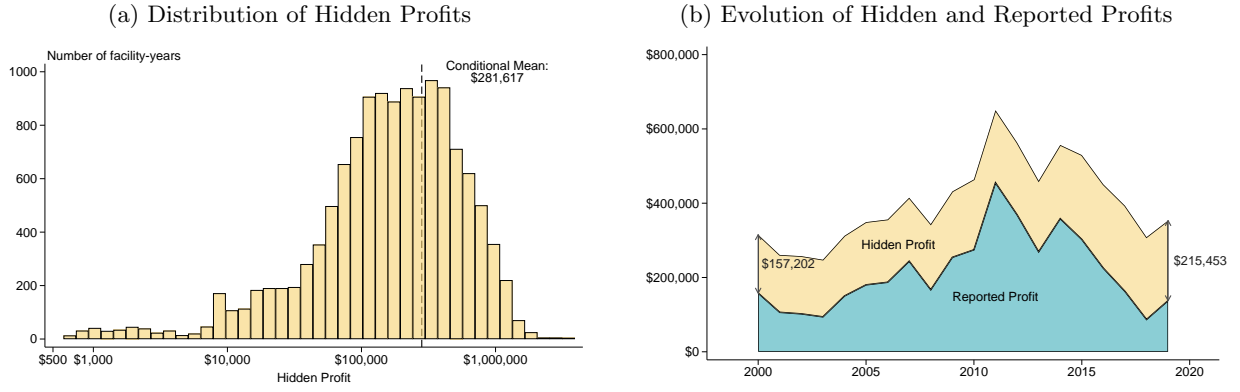 (a) Distribution of Hidden Profits
Number of facility-years
Conditional Mean:
$281,617
1000
800
600
400
200
0
$500 $1,000 $10,000 $100,000 $1,000,000
Hidden Profit
(b) Evolution of Hidden and Reported Profits
$800,000
$600,000
$400,000
$200,000
$0
Hidden Profit
$157,202
$215,453
Reported Profit
2000 2005 2010 2015 2020